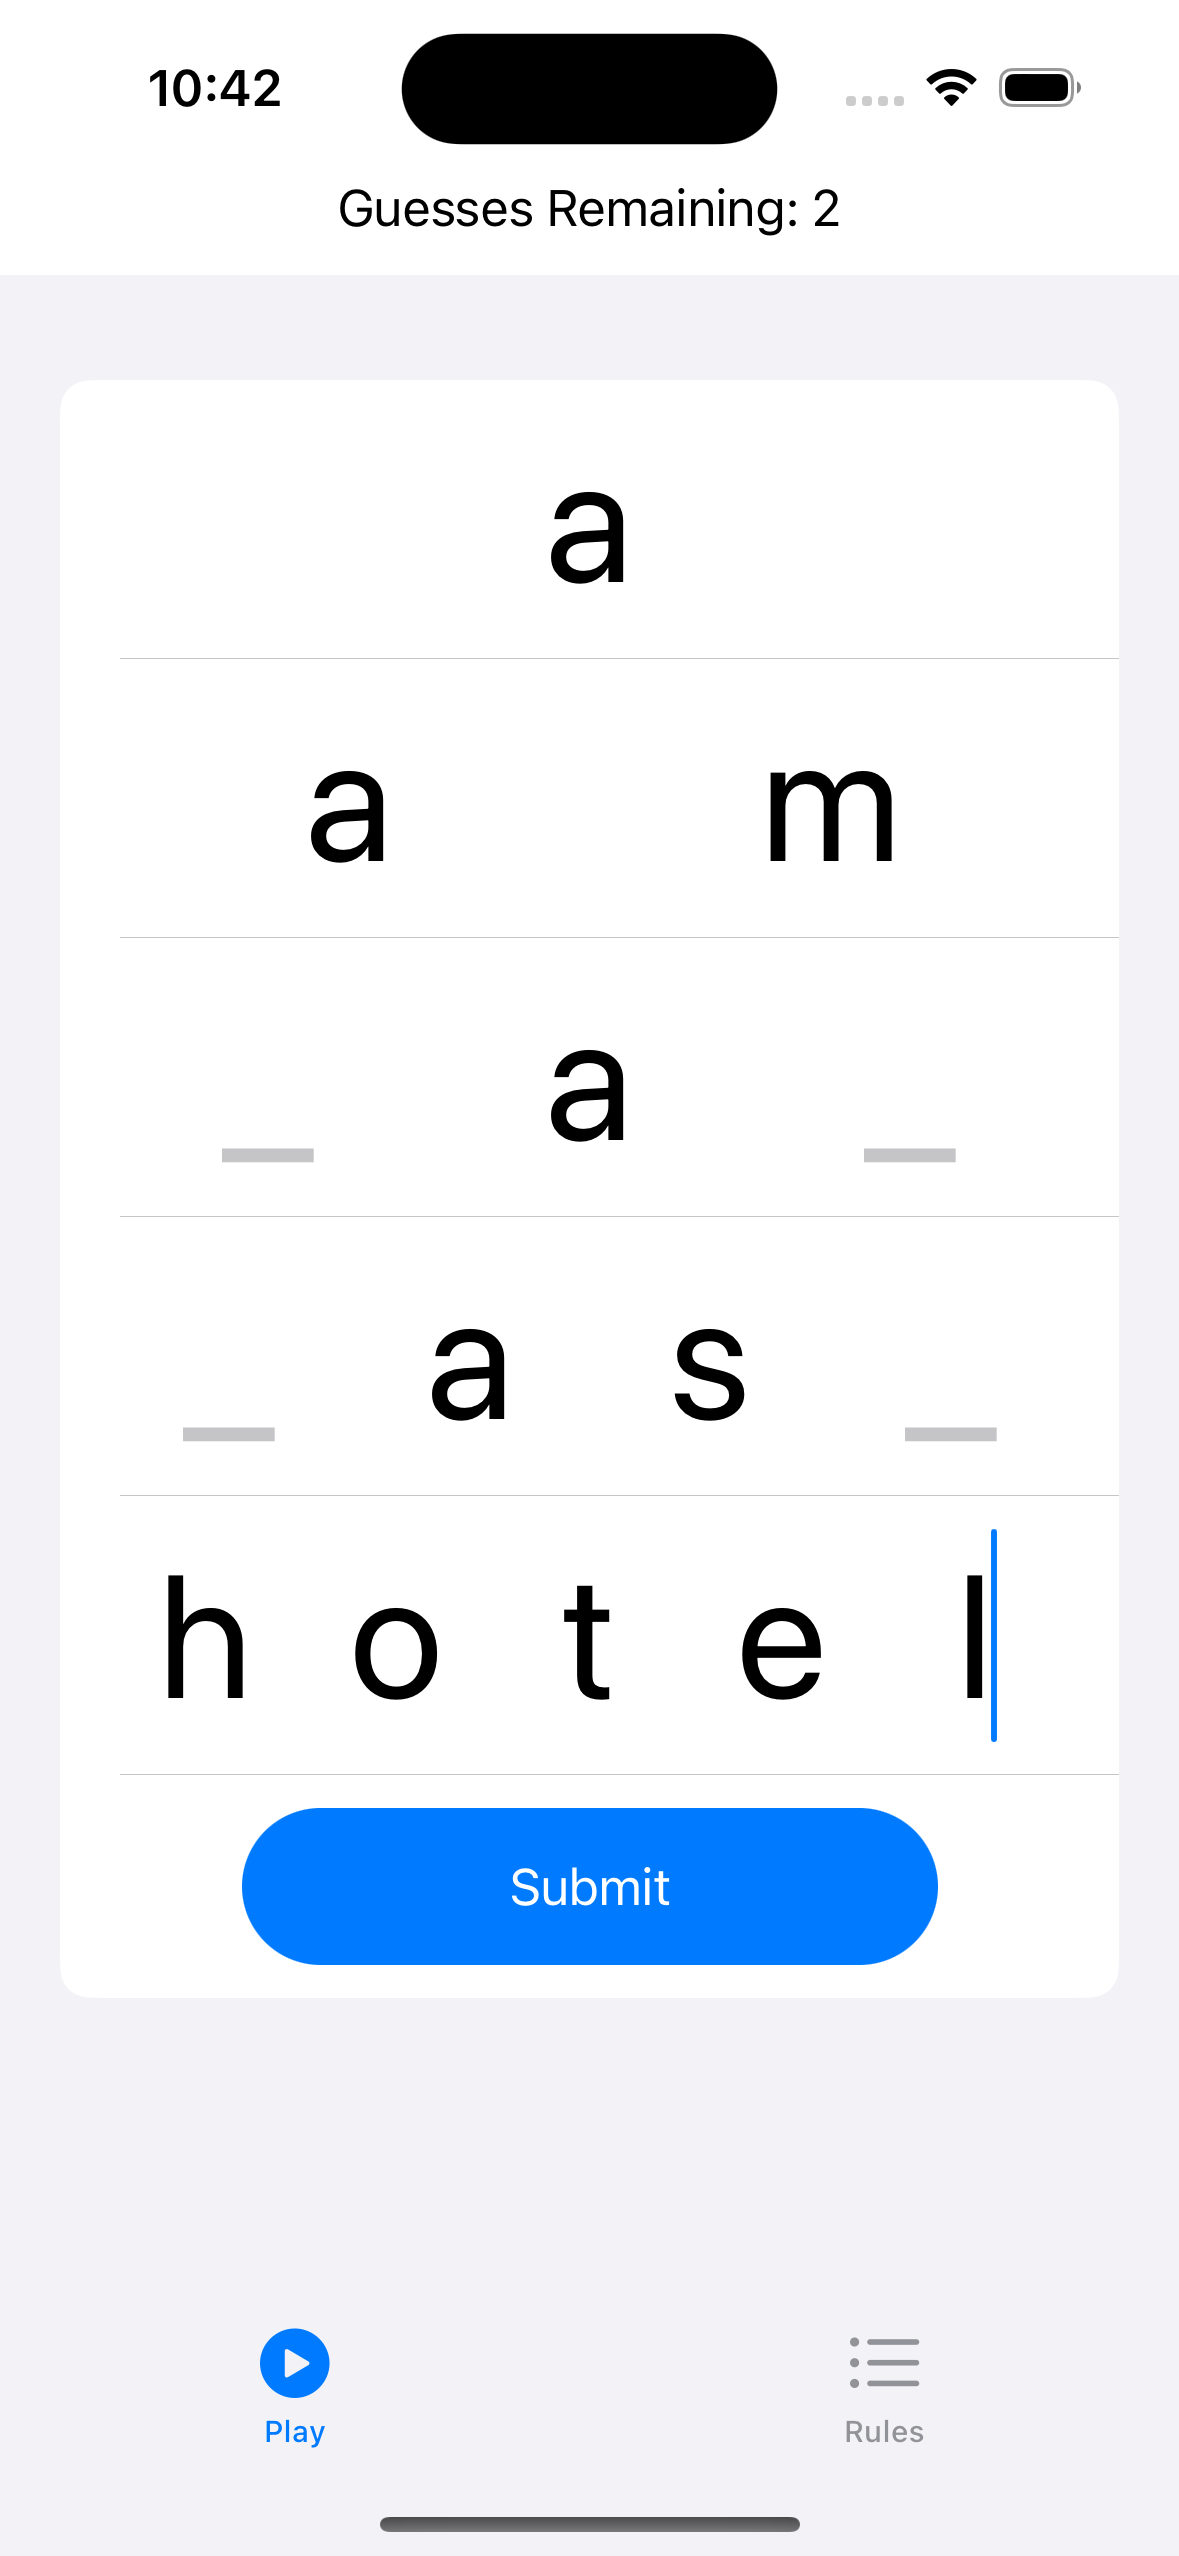 10:42
Guesses Remaining: 2
a
a m
_ a _
_ a s _
h o t e l
Submit
Play Rules